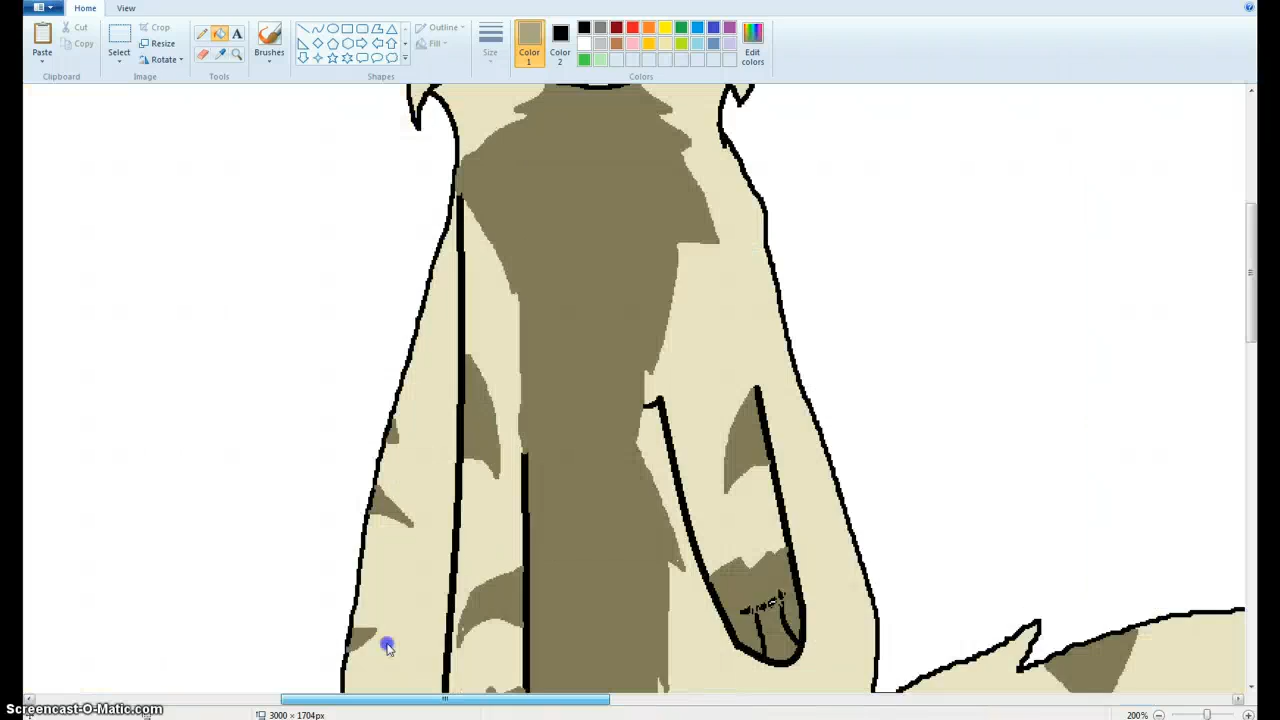 Home View
Cut
Copy
Paste
Clipboard
Select
Crop
Resize
Rotate
Image
A
Tools
Brushes
Outline
Fill
Shapes
Size
Color 1
Color 2
Edit colors
Colors
Screencast-O-Matic.com
3000 × 1704px
200%